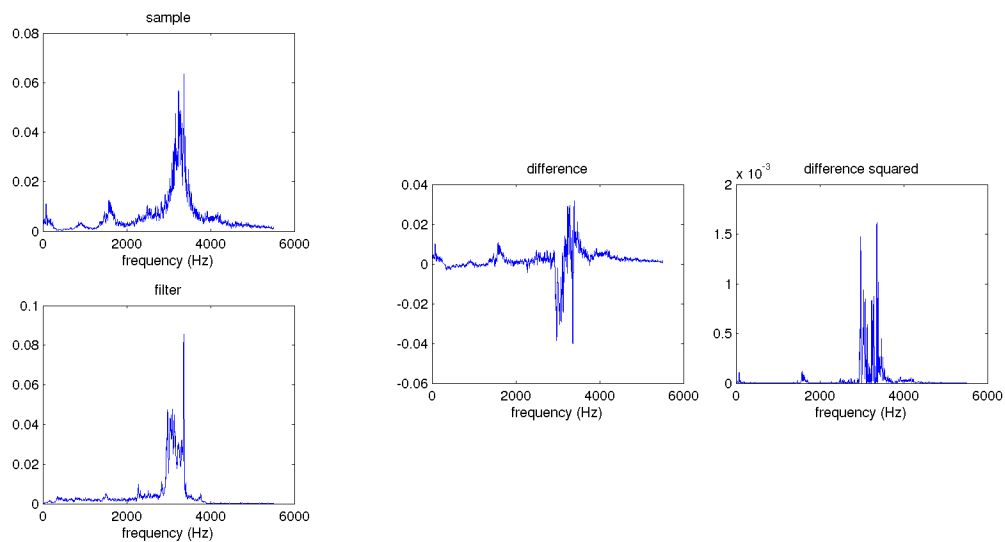 sample
0.08
0.06
0.04
0.02
0
0 2000 4000 6000
frequency (Hz)
filter
0.1
0.08
0.06
0.04
0.02
0
0 2000 4000 6000
frequency (Hz)
difference
0.04
0.02
0
-0.02
-0.04
-0.06
0 2000 4000 6000
frequency (Hz)
difference squared
x 10^-3
2
1.5
1
0.5
0
0 2000 4000 6000
frequency (Hz)